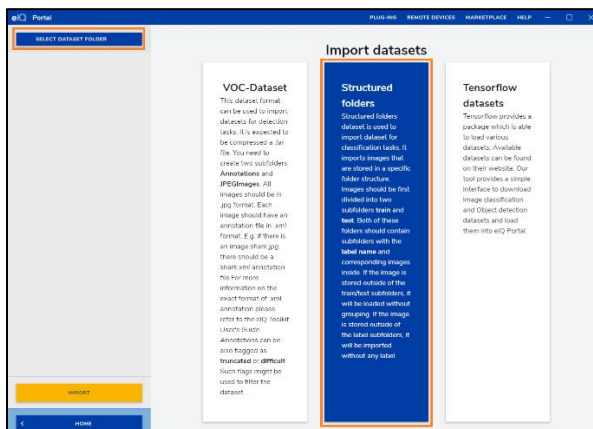 eIQ Portal
PLUG-INS REMOTE DEVICES MARKETPLACE HELP
SELECT DATASET FOLDER
Import datasets
VOC-Dataset
This dataset format
can be used to import
datasets for detection
tasks. It is expected to
be compressed a .tar
file. You need to
create two subfolders
Annotations and
JPEGImages. All
images should be in
.jpg format. Each
image should have an
annotation file in .xml
format. E.g. if there is
an image shark.jpg
there should be a
shark.xml annotation
file.For more
information on the
exact format of .xml
annotation please
refer to the eIQ Toolkit
User's Guide
Annotations can be
also flagged as
truncated or difficult
Such flags might be
used to filter the
dataset.
Structured
folders
Structured folders
dataset is used to
import dataset for
classification tasks. It
imports images that
are stored in a specific
folder structure.
Images should be first
divided into two
subfolders train and
test. Both of these
folders should contain
subfolders with the
label name and
corresponding images
inside. If the image is
stored outside of the
train/test subfolders, it
will be loaded without
grouping. If the image
is stored outside of
the label subfolders, it
will be imported
without any label
Tensorflow
datasets
Tensorflow provides a
package which is able
to load various
datasets. Available
datasets can be found
on their website. Our
tool provides a simple
interface to download
Image classification
and Object detection
datasets and load
them into eIQ Portal
IMPORT
HOME